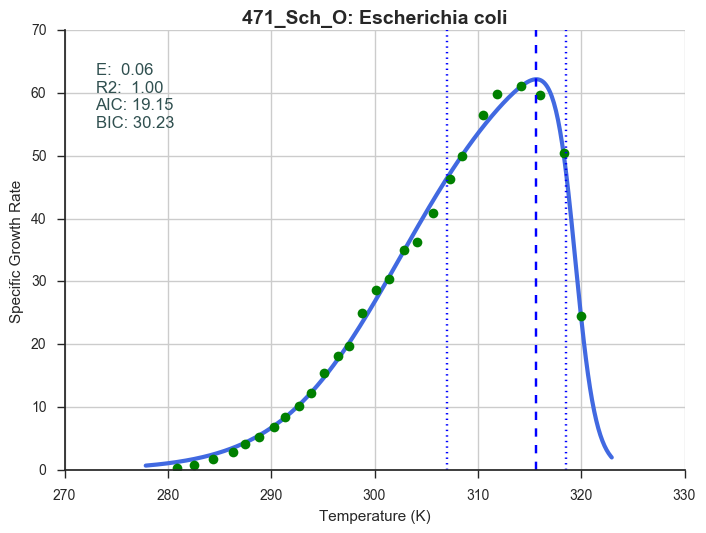 471_Sch_O: Escherichia coli
70
60
50
40
30
20
10
0
E: 0.06
R2: 1.00
AIC: 19.15
BIC: 30.23
Specific Growth Rate
270 280 290 300 310 320 330
Temperature (K)